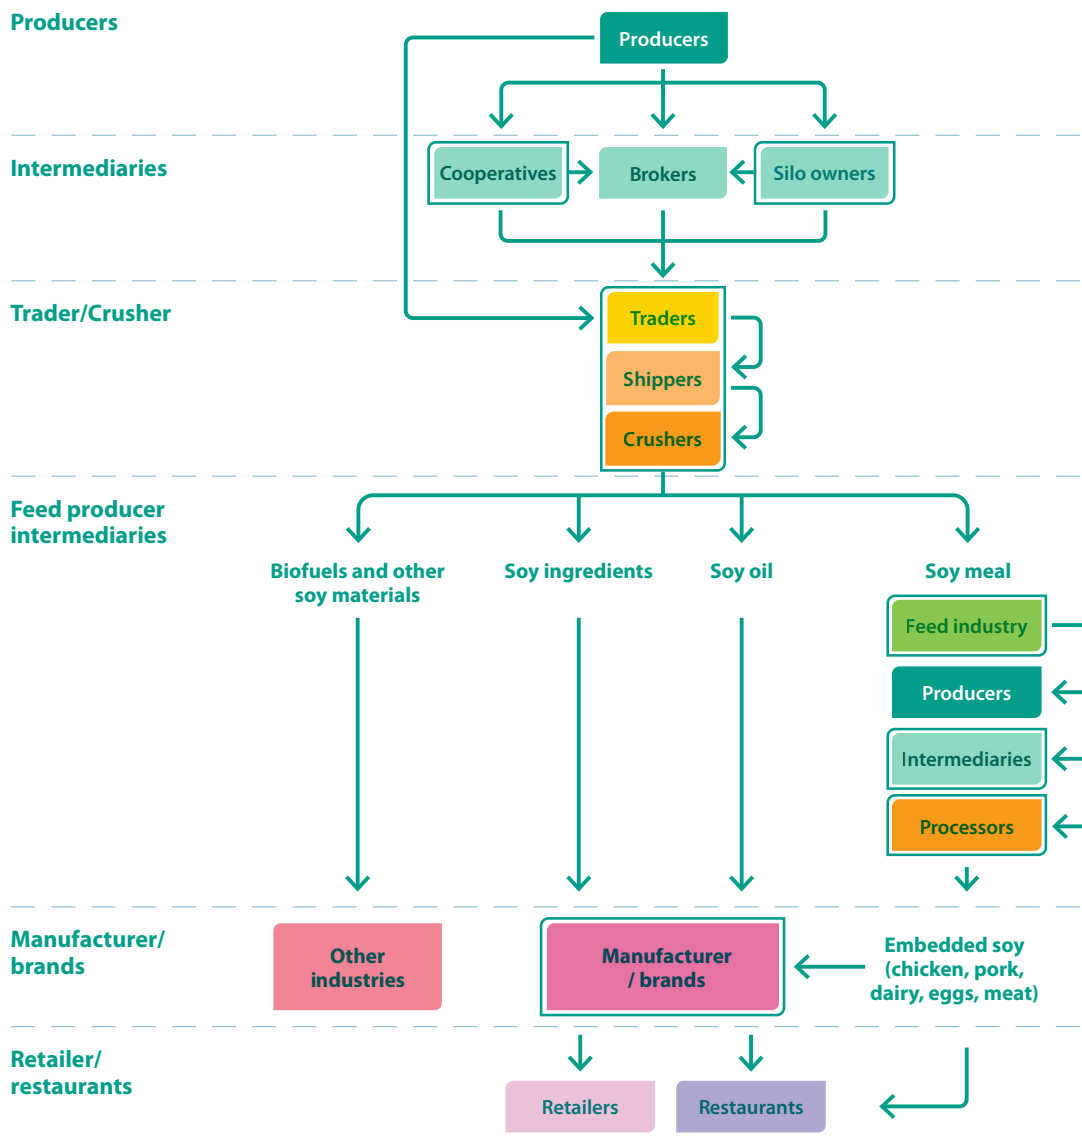 Producers
Producers
Intermediaries
Cooperatives
Brokers
Silo owners
Trader/Crusher
Traders
Shippers
Crushers
Feed producer
intermediaries
Biofuels and other
soy materials
Soy ingredients
Soy oil
Soy meal
Feed industry
Producers
Intermediaries
Processors
Manufacturer/
brands
Other
industries
Manufacturer
/ brands
Embedded soy
(chicken, pork,
dairy, eggs, meat)
Retailer/
restaurants
Retailers
Restaurants